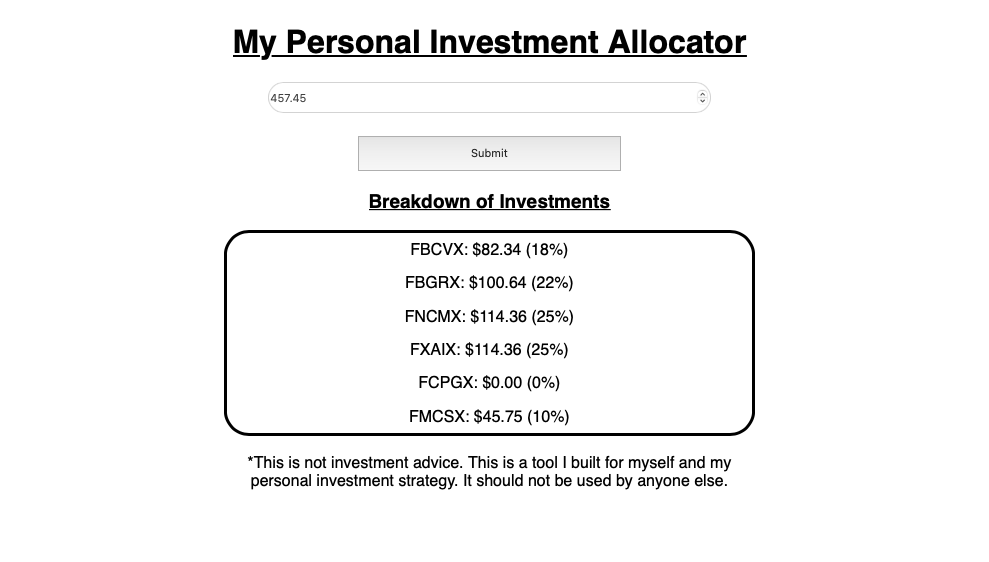 My Personal Investment Allocator
457.45
Submit
Breakdown of Investments
FBCVX: $82.34 (18%)
FBGRX: $100.64 (22%)
FNCMX: $114.36 (25%)
FXAIX: $114.36 (25%)
FCPGX: $0.00 (0%)
FMCSX: $45.75 (10%)
*This is not investment advice. This is a tool I built for myself and my
personal investment strategy. It should not be used by anyone else.